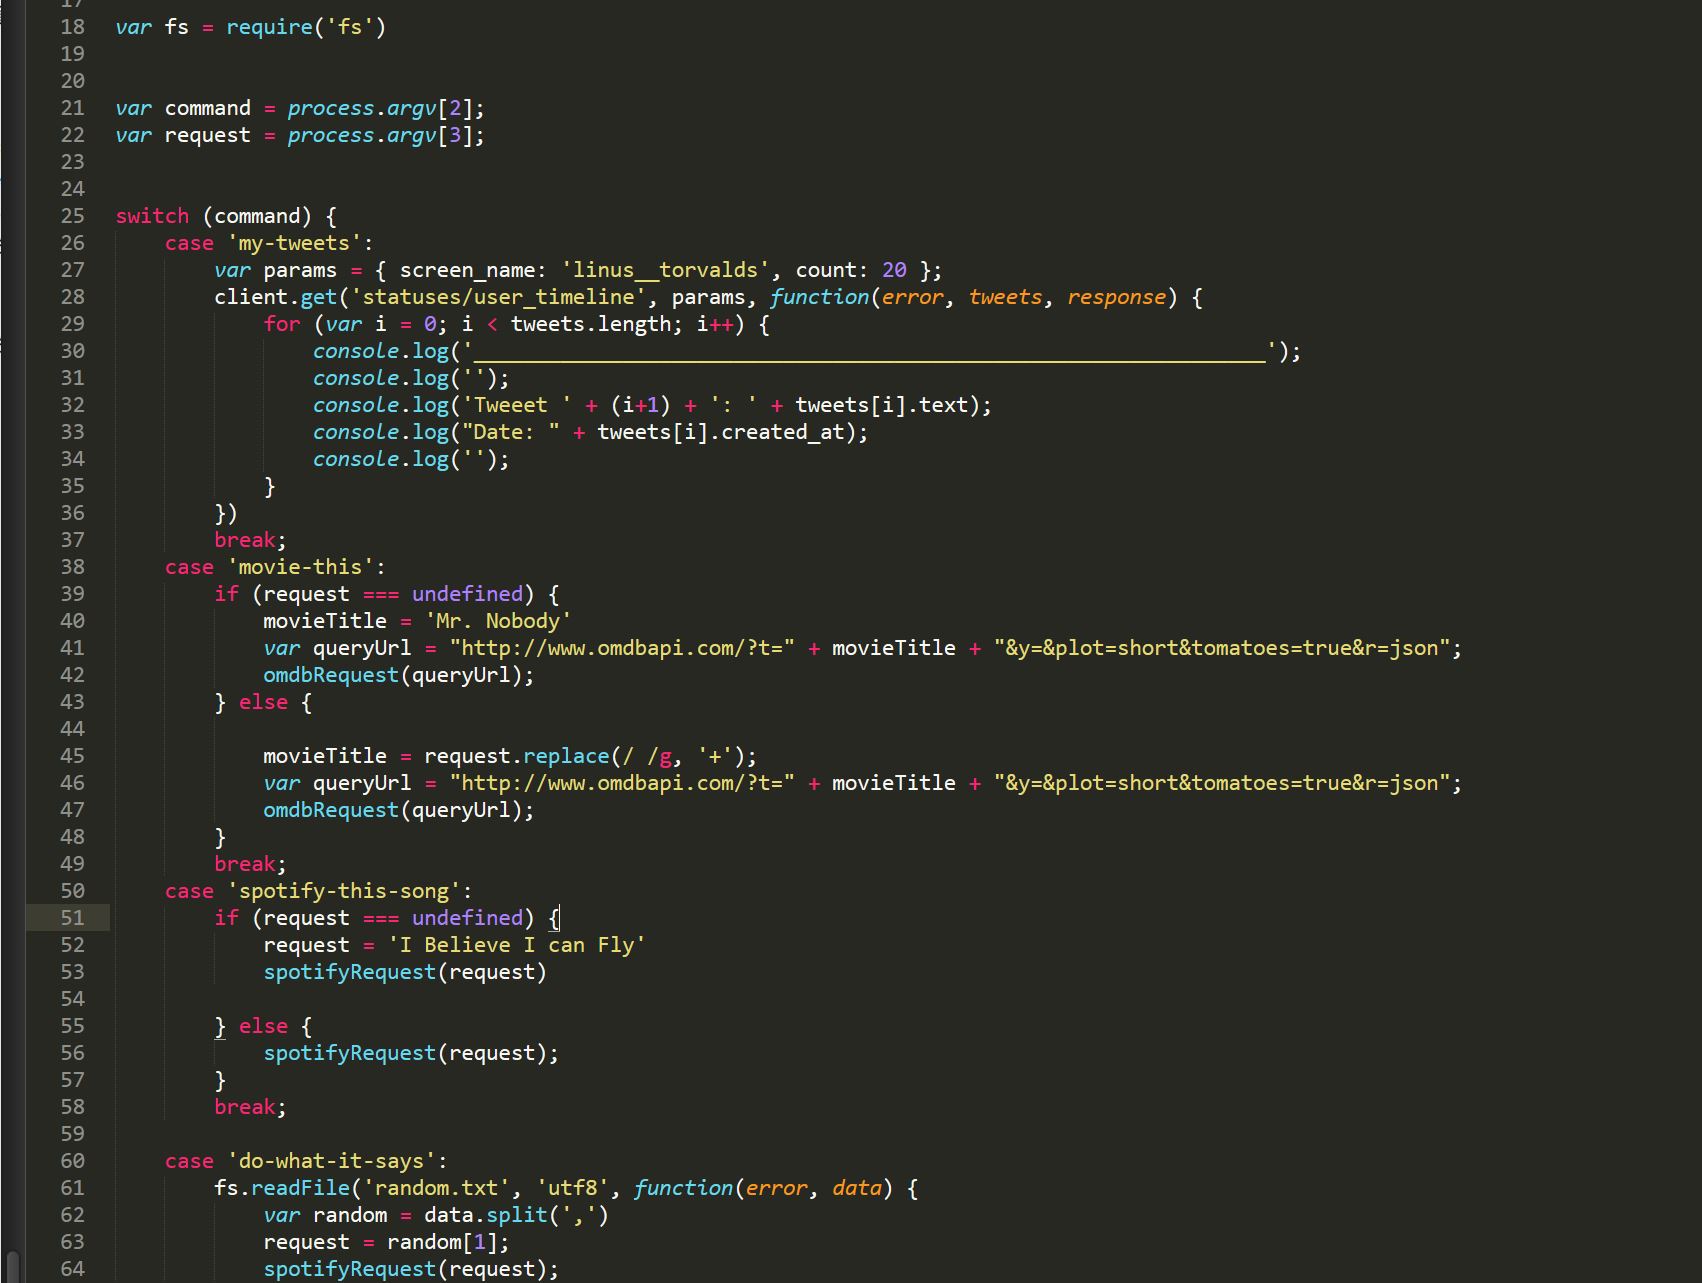 17
18 var fs = require('fs')
19
20
21 var command = process.argv[2];
22 var request = process.argv[3];
23
24
25 switch (command) {
26     case 'my-tweets':
27         var params = { screen_name: 'linus__torvalds', count: 20 };
28         client.get('statuses/user_timeline', params, function(error, tweets, response) {
29             for (var i = 0; i < tweets.length; i++) {
30                 console.log('________________________________________________________________');
31                 console.log('');
32                 console.log('Tweeet ' + (i+1) + ': ' + tweets[i].text);
33                 console.log("Date: " + tweets[i].created_at);
34                 console.log('');
35             }
36         })
37         break;
38     case 'movie-this':
39         if (request === undefined) {
40             movieTitle = 'Mr. Nobody'
41             var queryUrl = "http://www.omdbapi.com/?t=" + movieTitle + "&y=&plot=short&tomatoes=true&r=json";
42             omdbRequest(queryUrl);
43         } else {
44
45             movieTitle = request.replace(/ /g, '+');
46             var queryUrl = "http://www.omdbapi.com/?t=" + movieTitle + "&y=&plot=short&tomatoes=true&r=json";
47             omdbRequest(queryUrl);
48         }
49         break;
50     case 'spotify-this-song':
51         if (request === undefined) {
52             request = 'I Believe I can Fly'
53             spotifyRequest(request)
54
55         } else {
56             spotifyRequest(request);
57         }
58         break;
59
60     case 'do-what-it-says':
61         fs.readFile('random.txt', 'utf8', function(error, data) {
62             var random = data.split(',')
63             request = random[1];
64             spotifyRequest(request);